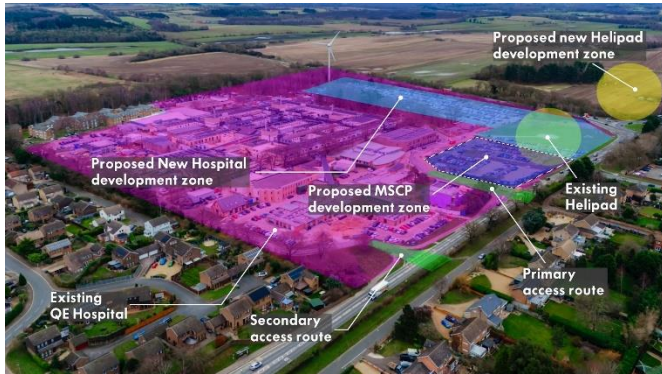 Proposed new Helipad
development zone
Proposed New Hospital
development zone
Proposed MSCP
development zone
Existing
Helipad
Primary
access route
Existing
QE Hospital
Secondary
access route